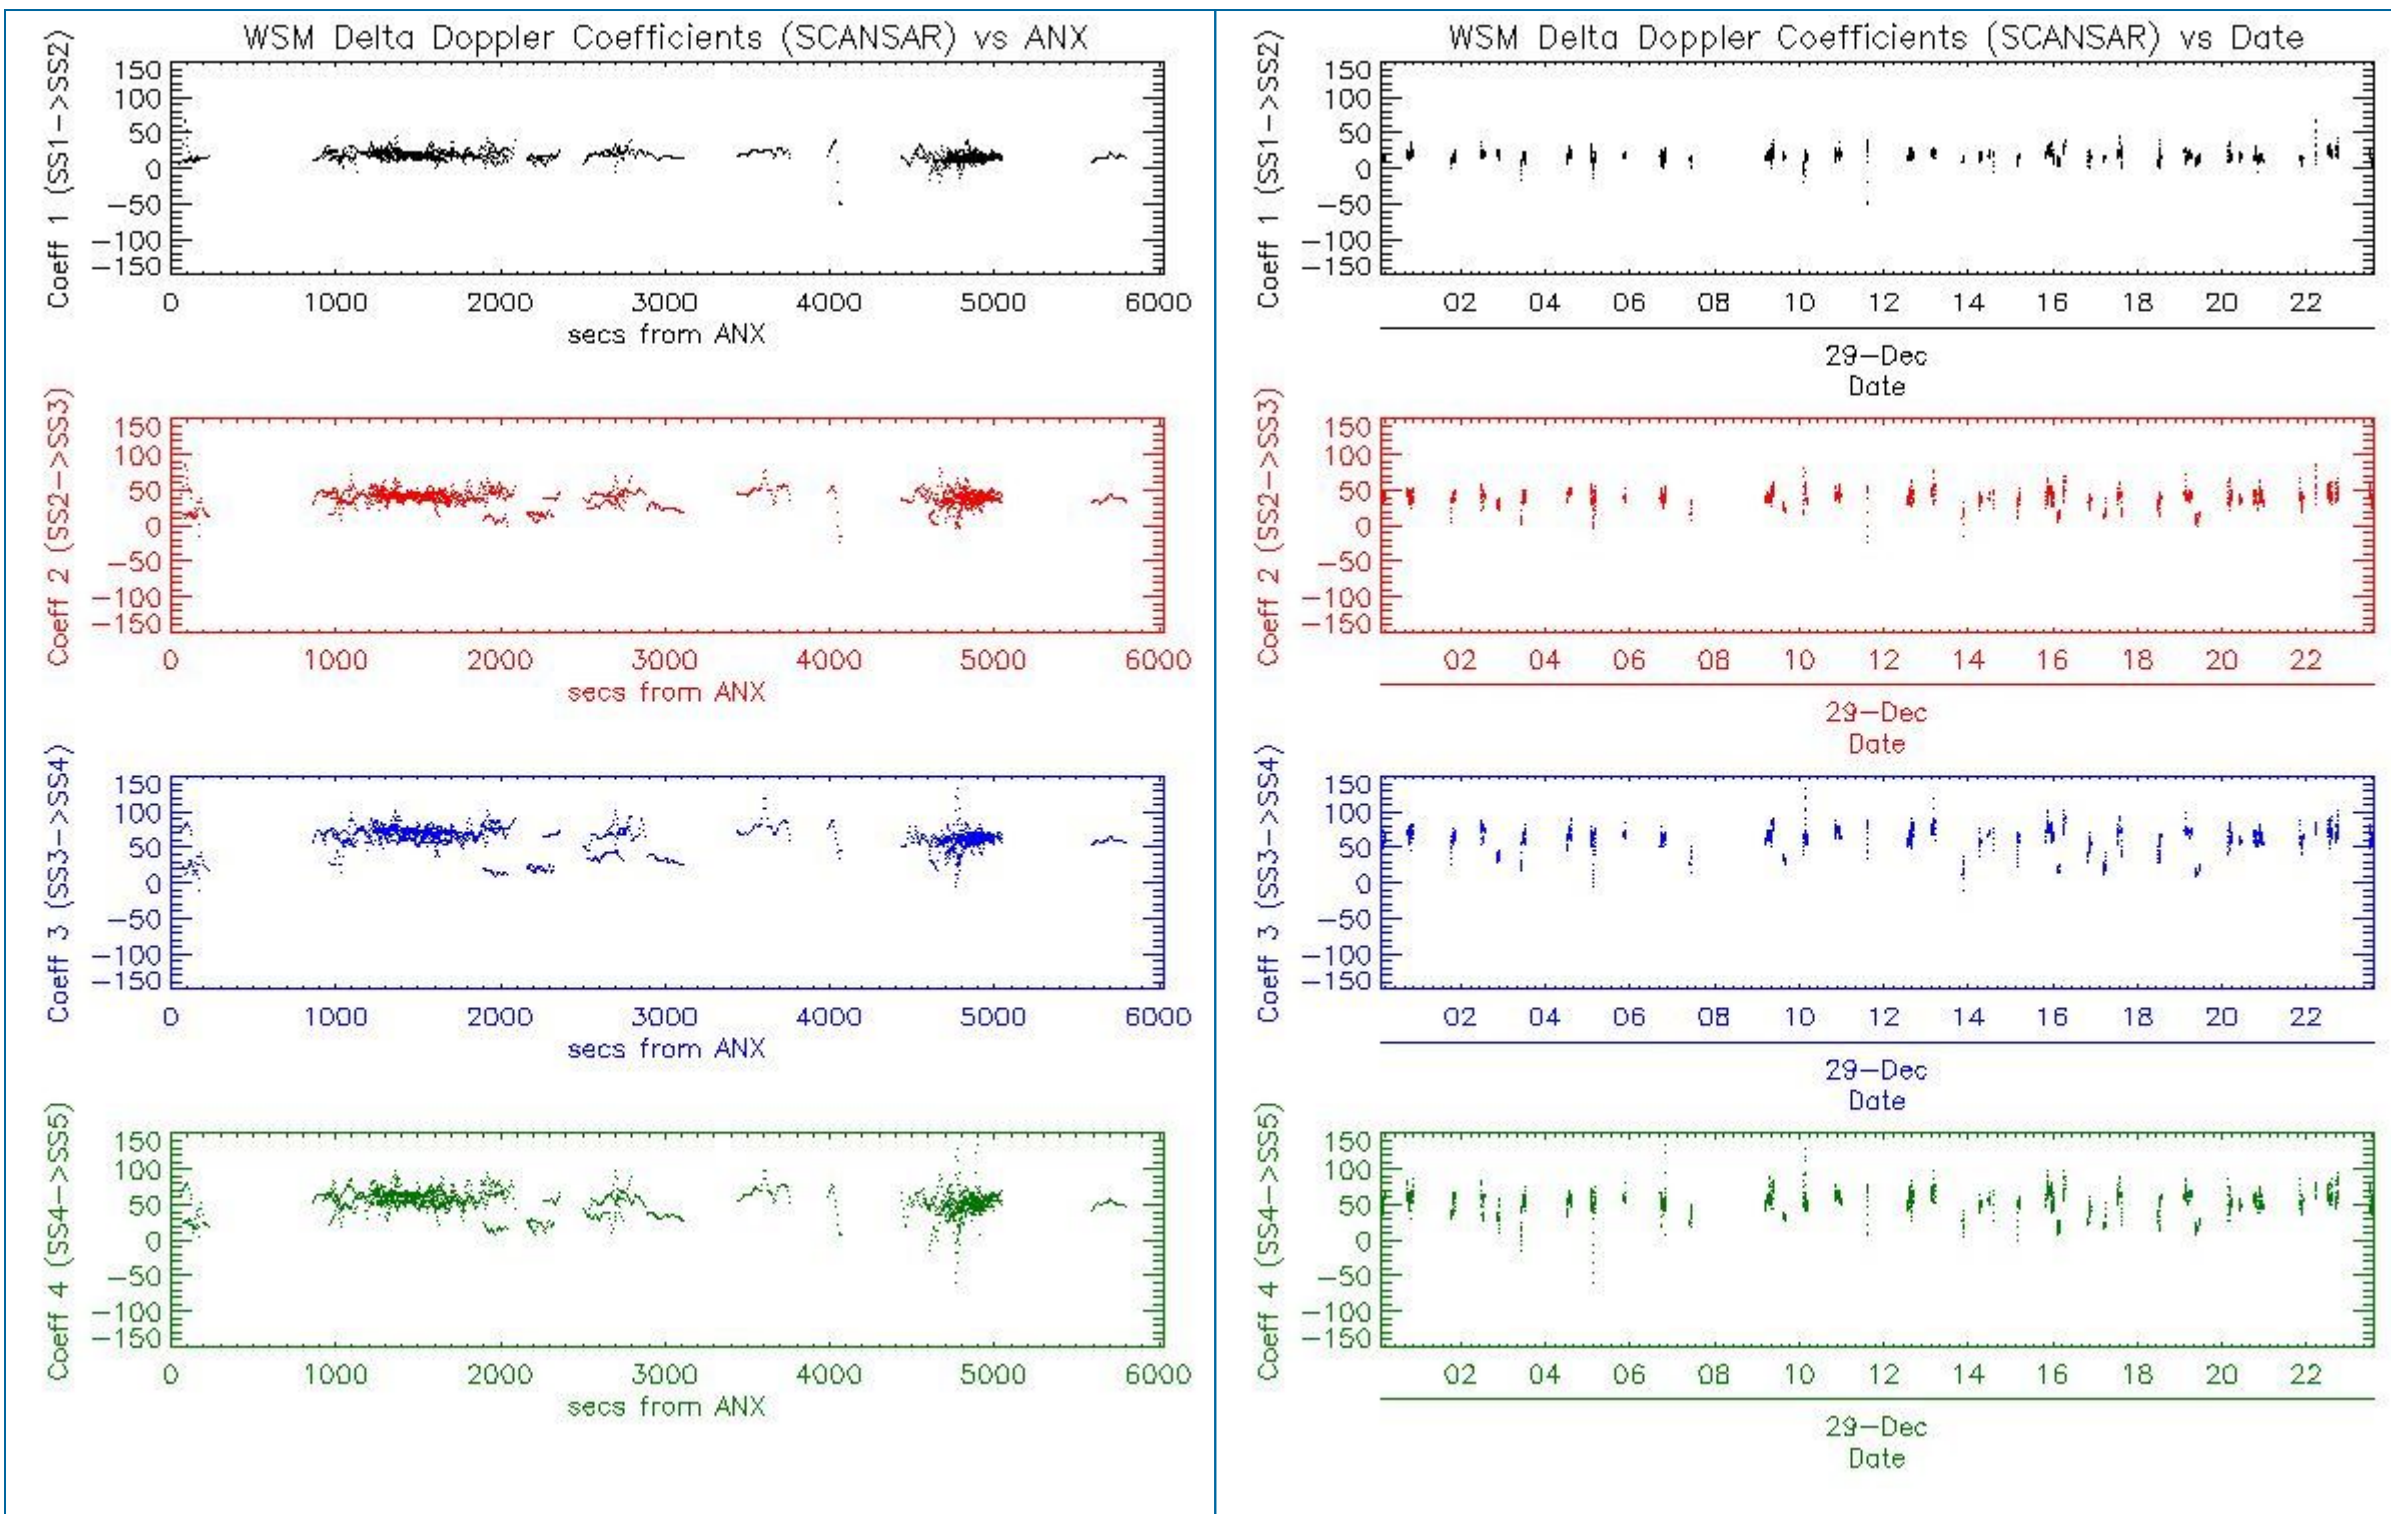 WSM Delta Doppler Coefficients (SCANSAR) vs ANX
Coeff 1 (SS1->SS2)
150
100
50
0
-50
-100
-150
0 1000 2000 3000 4000 5000 6000
secs from ANX
Coeff 2 (SS2->SS3)
150
100
50
0
-50
-100
-150
0 1000 2000 3000 4000 5000 6000
secs from ANX
Coeff 3 (SS3->SS4)
150
100
50
0
-50
-100
-150
0 1000 2000 3000 4000 5000 6000
secs from ANX
Coeff 4 (SS4->SS5)
150
100
50
0
-50
-100
-150
0 1000 2000 3000 4000 5000 6000
secs from ANX
WSM Delta Doppler Coefficients (SCANSAR) vs Date
Coeff 1 (SS1->SS2)
150
100
50
0
-50
-100
-150
02 04 06 08 10 12 14 16 18 20 22
29-Dec
Date
Coeff 2 (SS2->SS3)
150
100
50
0
-50
-100
-150
02 04 06 08 10 12 14 16 18 20 22
29-Dec
Date
Coeff 3 (SS3->SS4)
150
100
50
0
-50
-100
-150
02 04 06 08 10 12 14 16 18 20 22
29-Dec
Date
Coeff 4 (SS4->SS5)
150
100
50
0
-50
-100
-150
02 04 06 08 10 12 14 16 18 20 22
29-Dec
Date